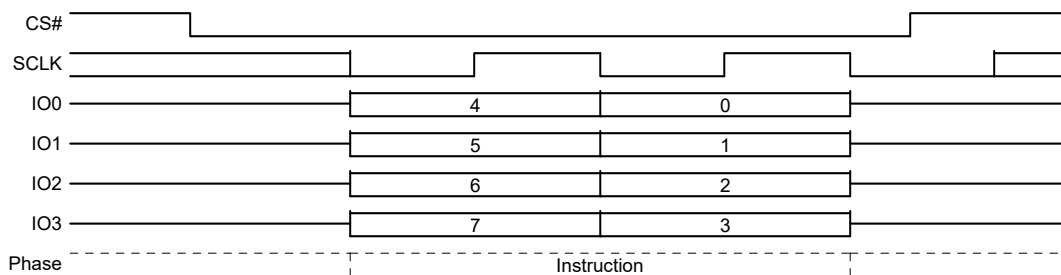 CS#
SCLK
IO0 4 0
IO1 5 1
IO2 6 2
IO3 7 3
Phase Instruction